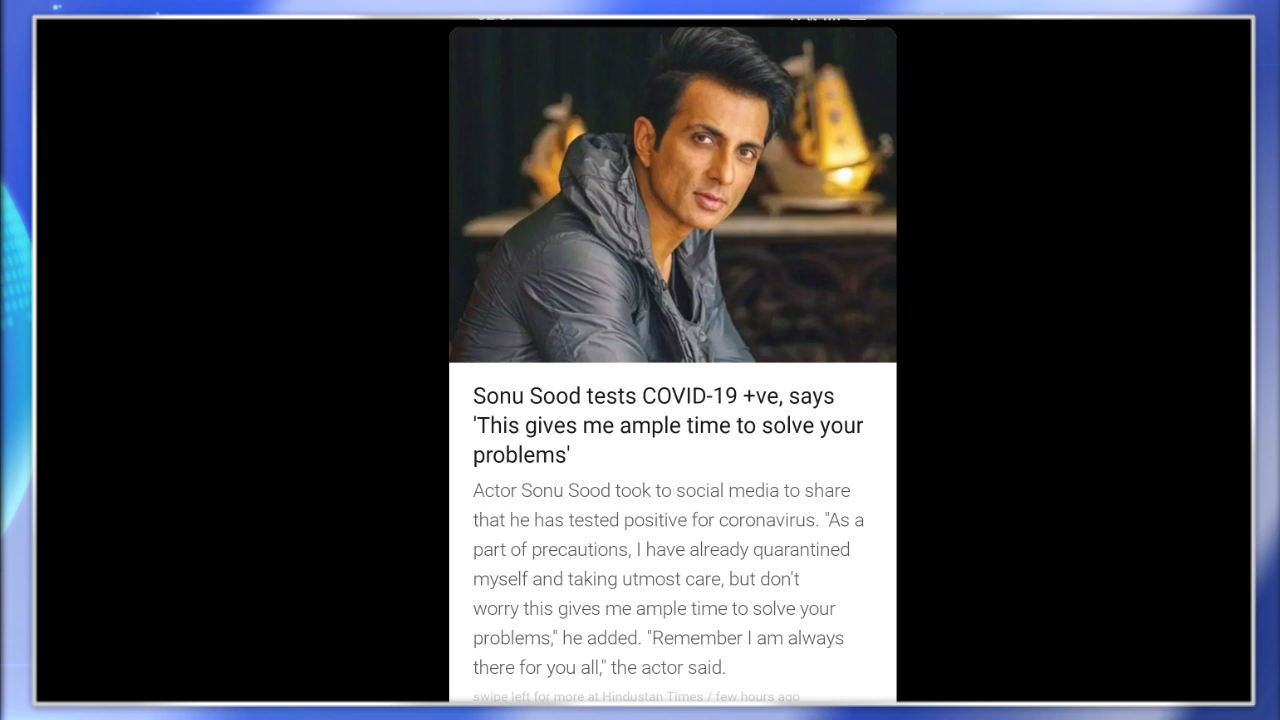 Sonu Sood tests COVID-19 +ve, says
'This gives me ample time to solve your
problems'
Actor Sonu Sood took to social media to share
that he has tested positive for coronavirus. "As a
part of precautions, I have already quarantined
myself and taking utmost care, but don't
worry this gives me ample time to solve your
problems," he added. "Remember I am always
there for you all," the actor said.
swipe left for more at Hindustan Times / few hours ago